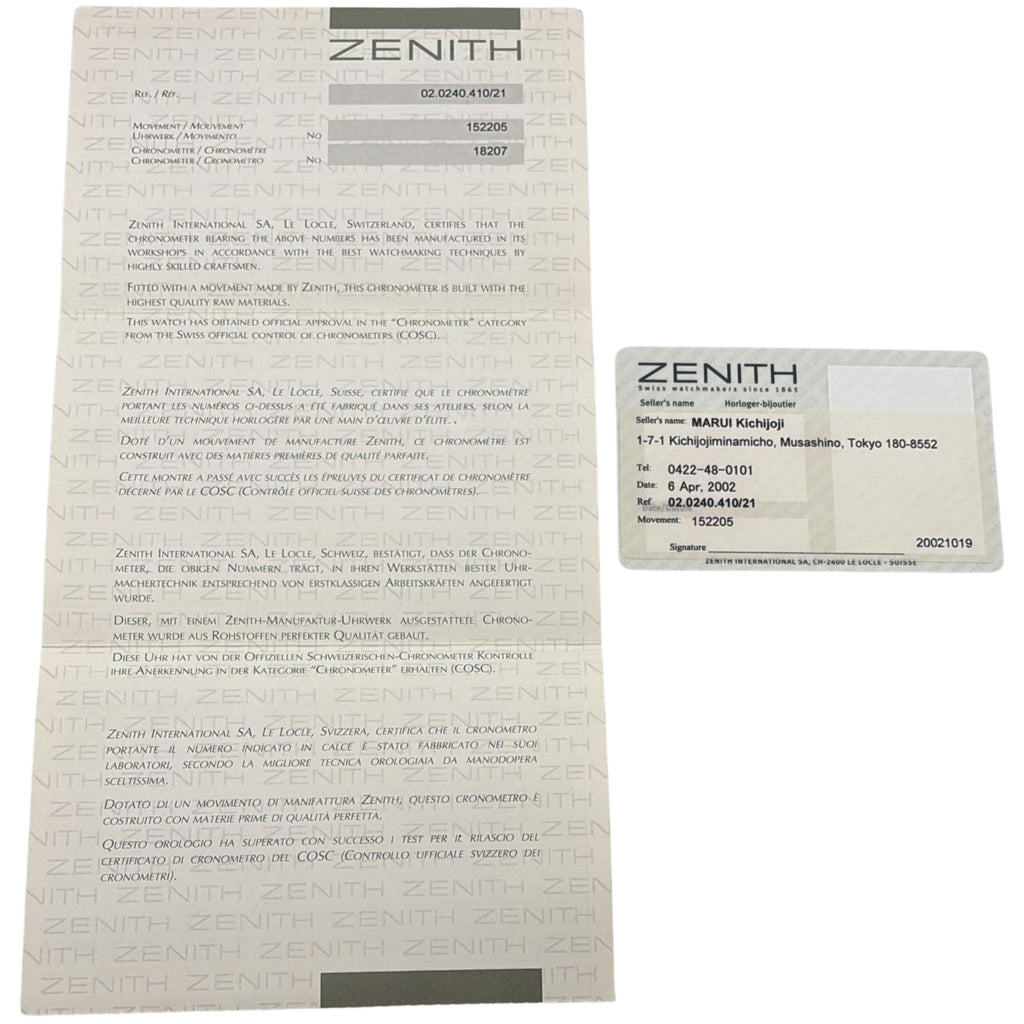 ZENITH
REF. / RÉF. 02.0240.410/21
MOVEMENT / MOUVEMENT
UHRWERK / MOVIMENTO No 152205
CHRONOMETER / CHRONOMÈTRE
CHRONOMETER / CRONOMETRO No 18207
ZENITH INTERNATIONAL SA, LE LOCLE, SWITZERLAND, CERTIFIES THAT THE
CHRONOMETER BEARING THE ABOVE NUMBERS HAS BEEN MANUFACTURED IN ITS
WORKSHOPS IN ACCORDANCE WITH THE BEST WATCHMAKING TECHNIQUES BY
HIGHLY SKILLED CRAFTSMEN.
FITTED WITH A MOVEMENT MADE BY ZENITH, THIS CHRONOMETER IS BUILT WITH THE
HIGHEST QUALITY RAW MATERIALS.
THIS WATCH HAS OBTAINED OFFICIAL APPROVAL IN THE "CHRONOMETER" CATEGORY
FROM THE SWISS OFFICIAL CONTROL OF CHRONOMETERS (COSC).
ZENITH INTERNATIONAL SA, LE LOCLE, SUISSE, CERTIFIE QUE LE CHRONOMÈTRE
PORTANT LES NUMÉROS CI-DESSUS A ÉTÉ FABRIQUÉ DANS SES ATELIERS, SELON LA
MEILLEURE TECHNIQUE HORLOGÈRE PAR UNE MAIN D'ŒUVRE D'ÉLITE. .
DOTÉ D'UN MOUVEMENT DE MANUFACTURE ZENITH, CE CHRONOMÈTRE EST
CONSTRUIT AVEC DES MATIÈRES PREMIÈRES DE QUALITÉ PARFAITE.
CETTE MONTRE A PASSÉ AVEC SUCCÈS LES ÉPREUVES DU CERTIFICAT DE CHRONOMÈTRE
DÉCERNÉ PAR LE COSC (CONTRÔLE OFFICIEL SUISSE DES CHRONOMÈTRES).
ZENITH INTERNATIONAL SA, LE LOCLE, SCHWEIZ, BESTÄTIGT, DASS DER CHRONO-
METER, DIE OBIGEN NUMMERN TRÄGT, IN IHREN WERKSTÄTTEN BESTER UHR-
MACHERTECHNIK ENTSPRECHEND VON ERSTKLASSIGEN ARBEITSKRÄFTEN ANGEFERTIGT
WURDE.
DIESER, MIT EINEM ZENITH-MANUFAKTUR-UHRWERK AUSGESTATTETE CHRONO-
METER WURDE AUS ROHSTOFFEN PERFEKTER QUALITÄT GEBAUT.
DIESE UHR HAT VON DER OFFIZIELLEN SCHWEIZERISCHEN-CHRONOMETER KONTROLLE
IHRE ANERKENNUNG IN DER KATEGORIE "CHRONOMETER" ERHALTEN (COSC).
ZENITH INTERNATIONAL SA, LE LOCLE, SVIZZERA, CERTIFICA CHE IL CRONOMETRO
PORTANTE IL NUMERO INDICATO IN CALCE È STATO FABBRICATO NEI SUOI
LABORATORI, SECONDO LA MIGLIORE TECNICA OROLOGIAIA DA MANODOPERA
SCELTISSIMA.
DOTATO DI UN MOVIMENTO DI MANIFATTURA ZENITH, QUESTO CRONOMETRO È
COSTRUITO CON MATERIE PRIME DI QUALITÀ PERFETTA.
QUESTO OROLOGIO HA SUPERATO CON SUCCESSO I TEST PER IL RILASCIO DEL
CERTIFICATO DI CRONOMETRO DEL COSC (CONTROLLO UFFICIALE SVIZZERO DEI
CRONOMETRI).
ZENITH
Swiss watchmakers since 1865
Seller's name Horloger-bijoutier
Seller's name: MARUI Kichijoji
1-7-1 Kichijojiminamicho, Musashino, Tokyo 180-8552
Tel: 0422-48-0101
Date: 6 Apr, 2002
Ref 02.0240.410/21
Date/Datum
Movement: 152205
Signature 20021019
ZENITH INTERNATIONAL SA, CH-2400 LE LOCLE - SUISSE